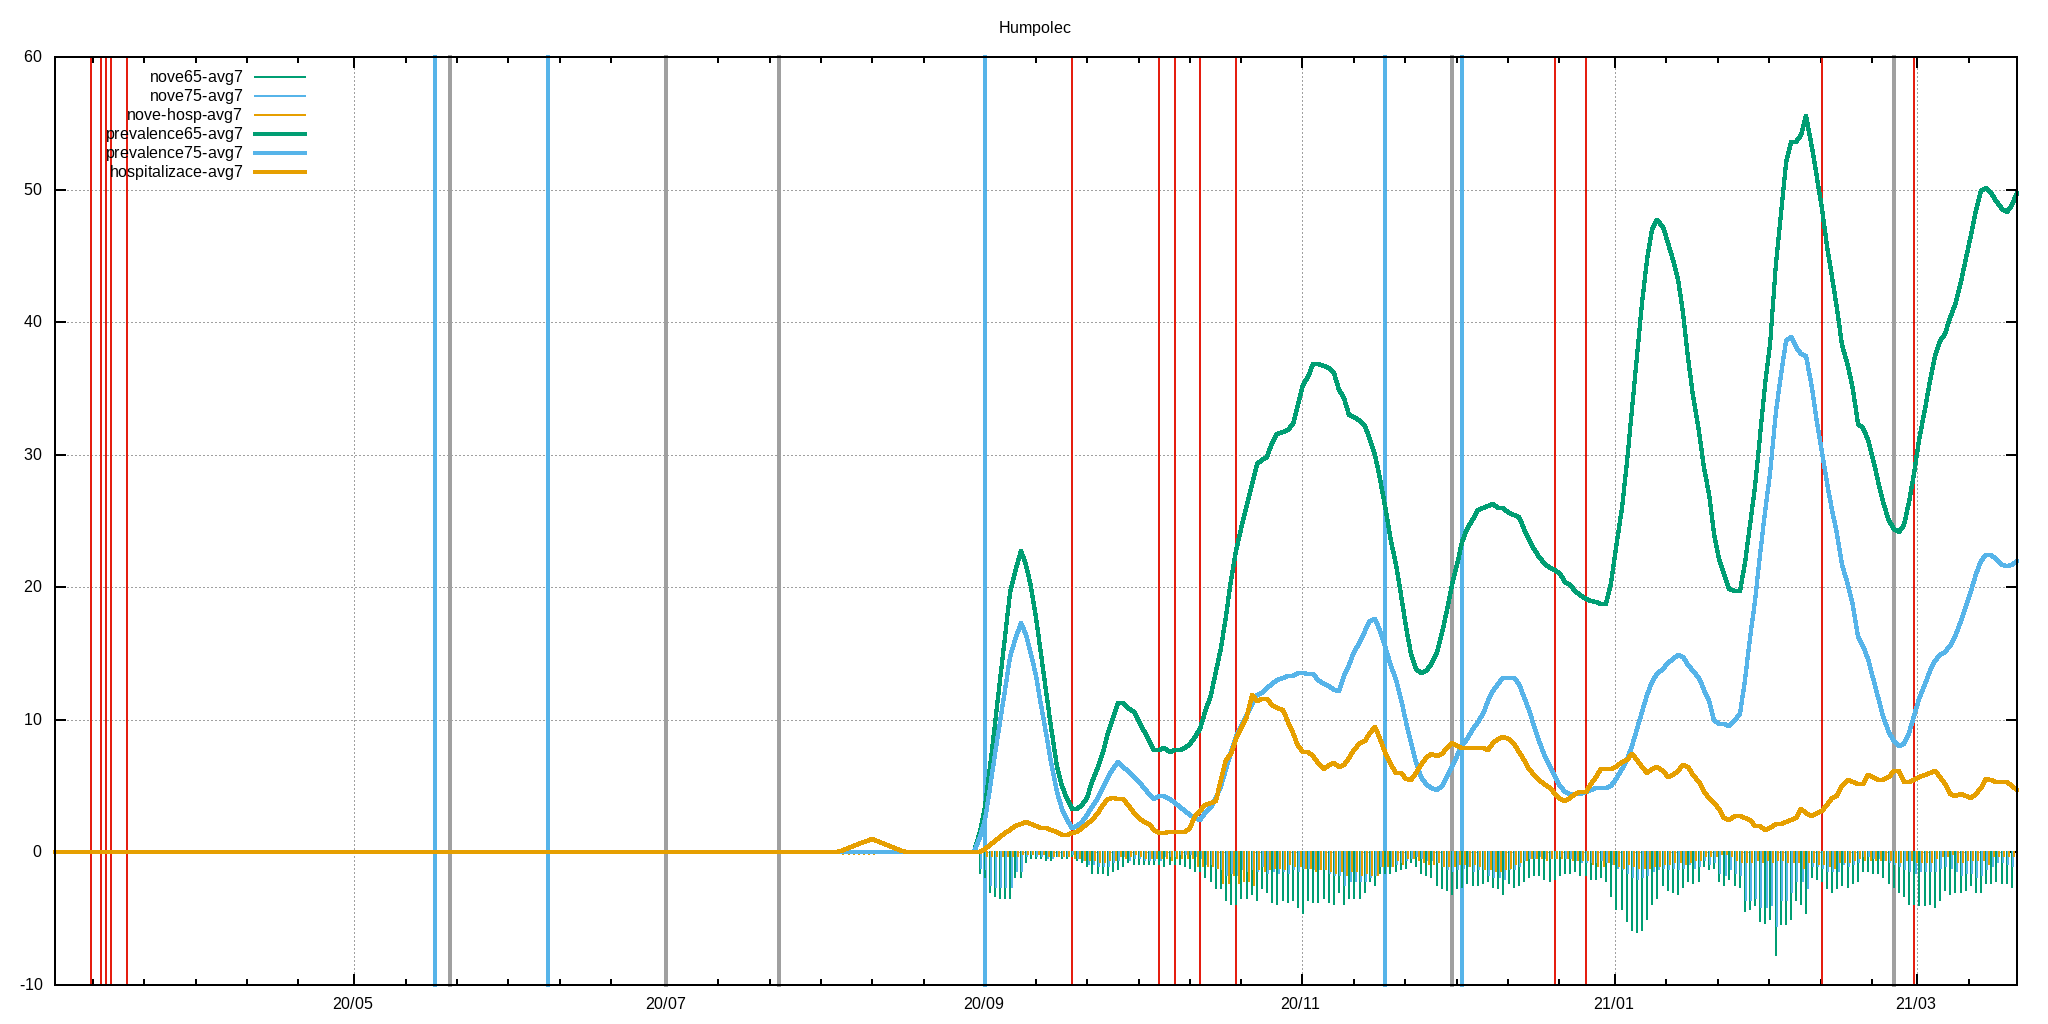 Humpolec
60
50
40
30
20
10
0
-10
nove65-avg7
nove75-avg7
nove-hosp-avg7
prevalence65-avg7
prevalence75-avg7
hospitalizace-avg7
20/05 20/07 20/09 20/11 21/01 21/03